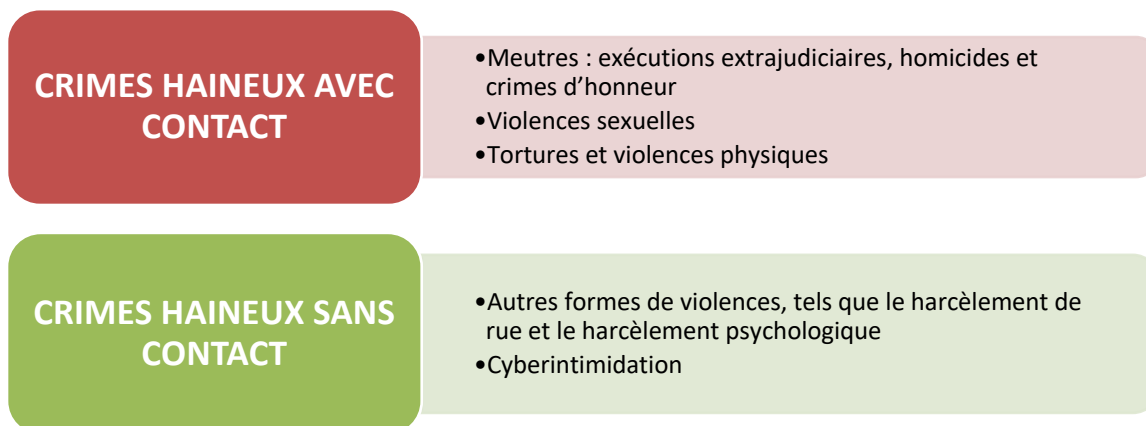 CRIMES HAINEUX AVEC
CONTACT
•Meutres : exécutions extrajudiciaires, homicides et
crimes d’honneur
•Violences sexuelles
•Tortures et violences physiques
CRIMES HAINEUX SANS
CONTACT
•Autres formes de violences, tels que le harcèlement de
rue et le harcèlement psychologique
•Cyberintimidation